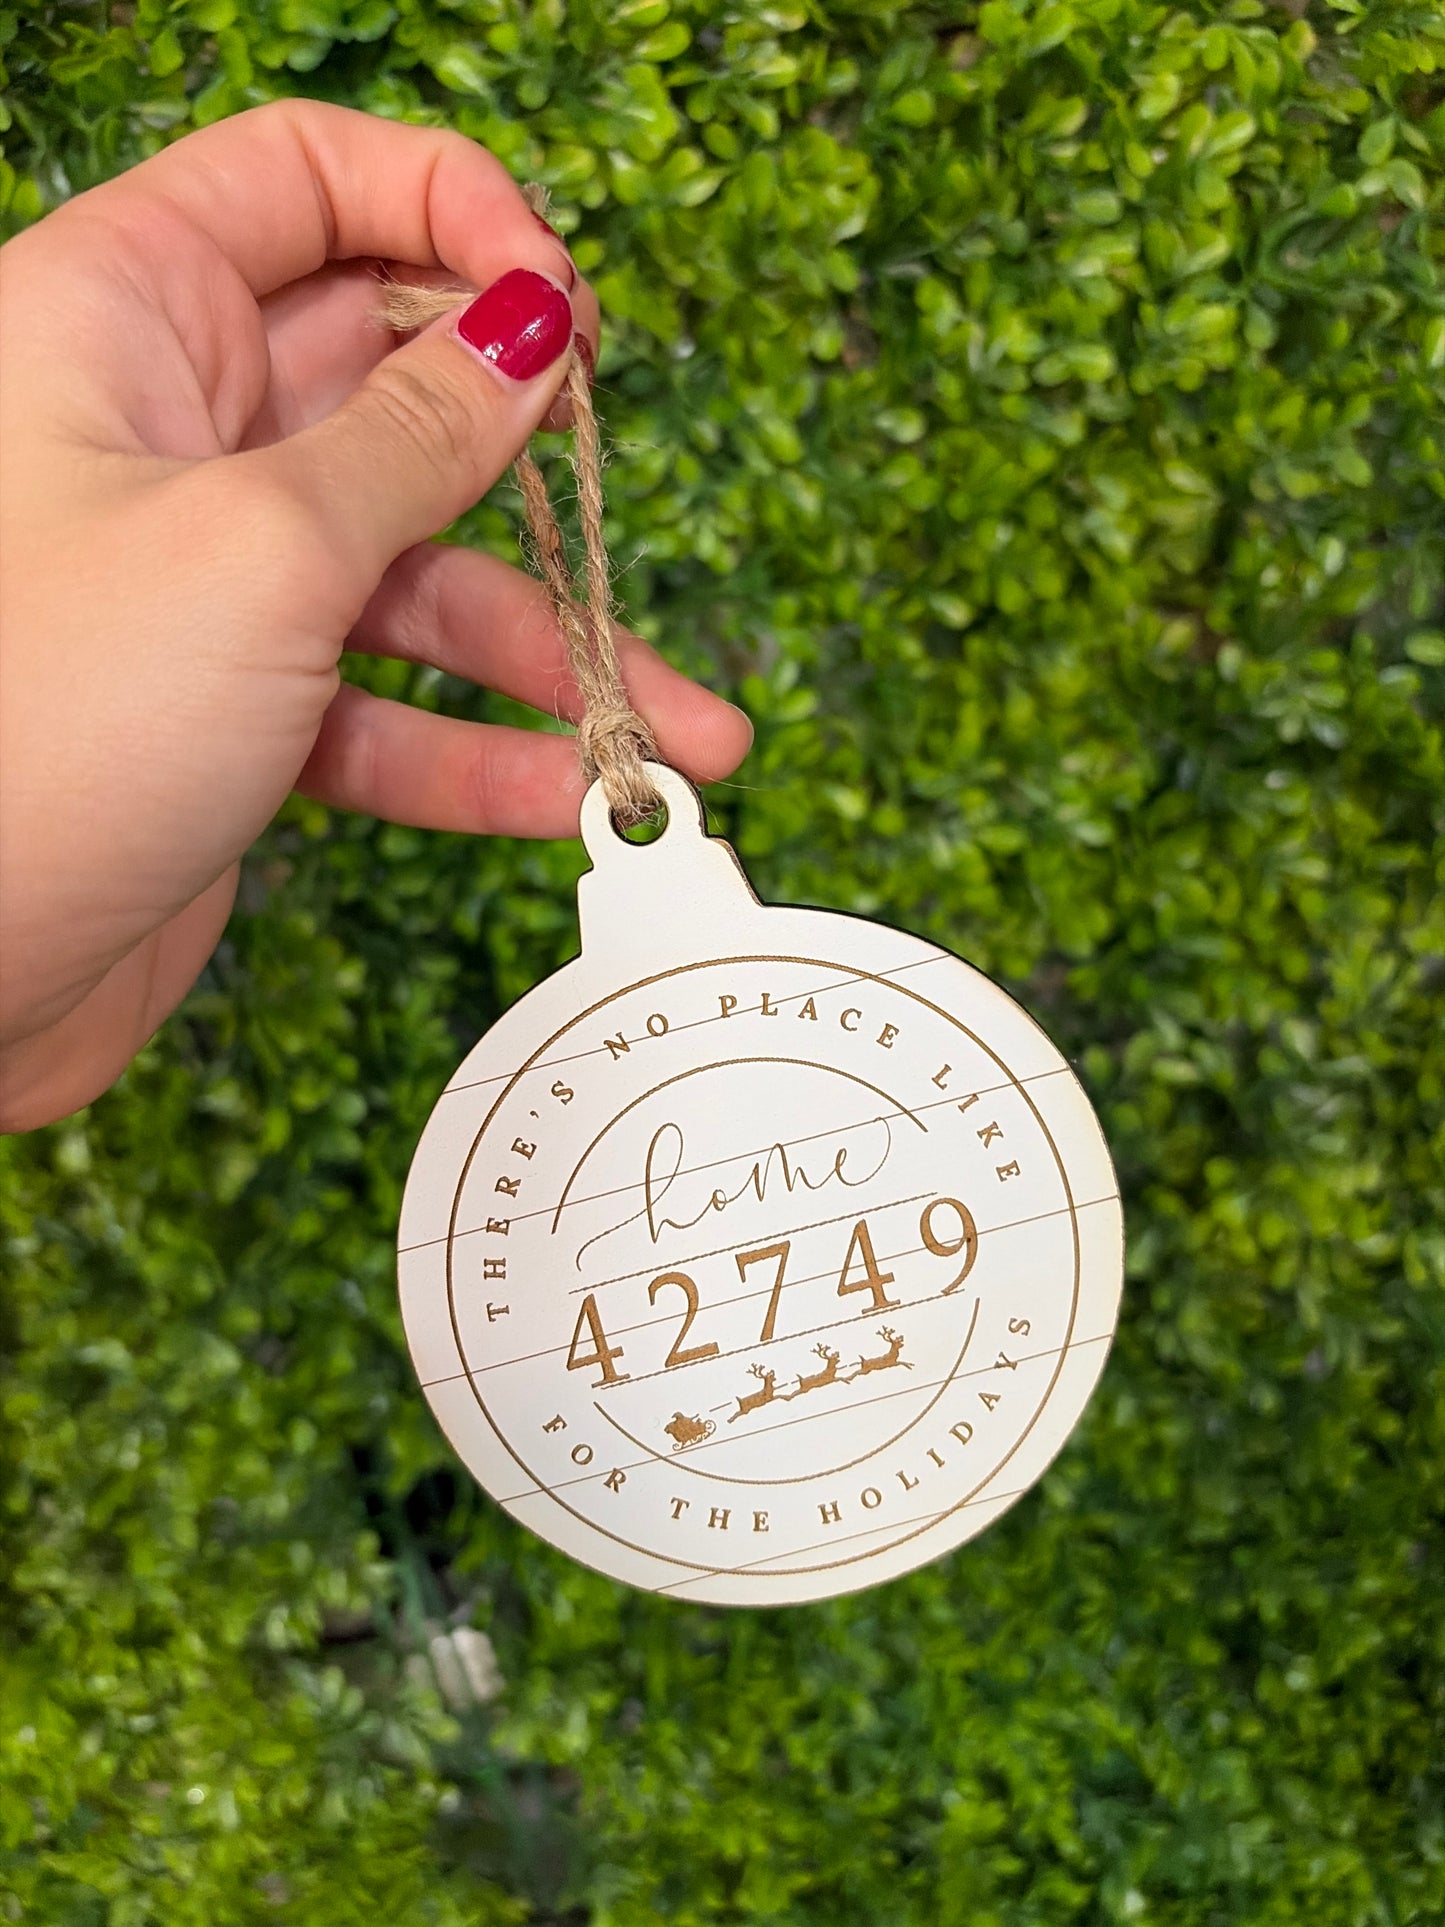 THERE'S NO PLACE LIKE
home
42749
FOR THE HOLIDAYS